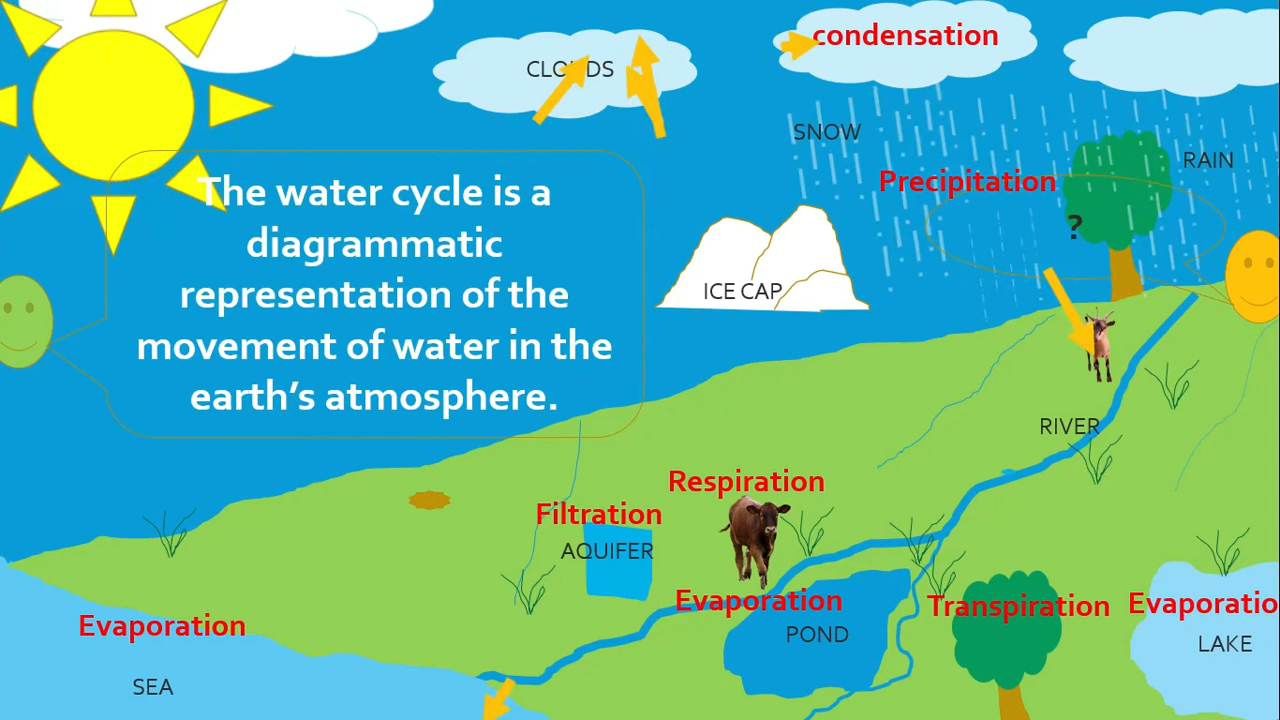 condensation
CLOUDS
SNOW
RAIN
Precipitation
The water cycle is a
diagrammatic
representation of the
movement of water in the
earth’s atmosphere.
?
ICE CAP
RIVER
Respiration
Filtration
AQUIFER
Evaporation
POND
Transpiration
Evaporatio
LAKE
Evaporation
SEA